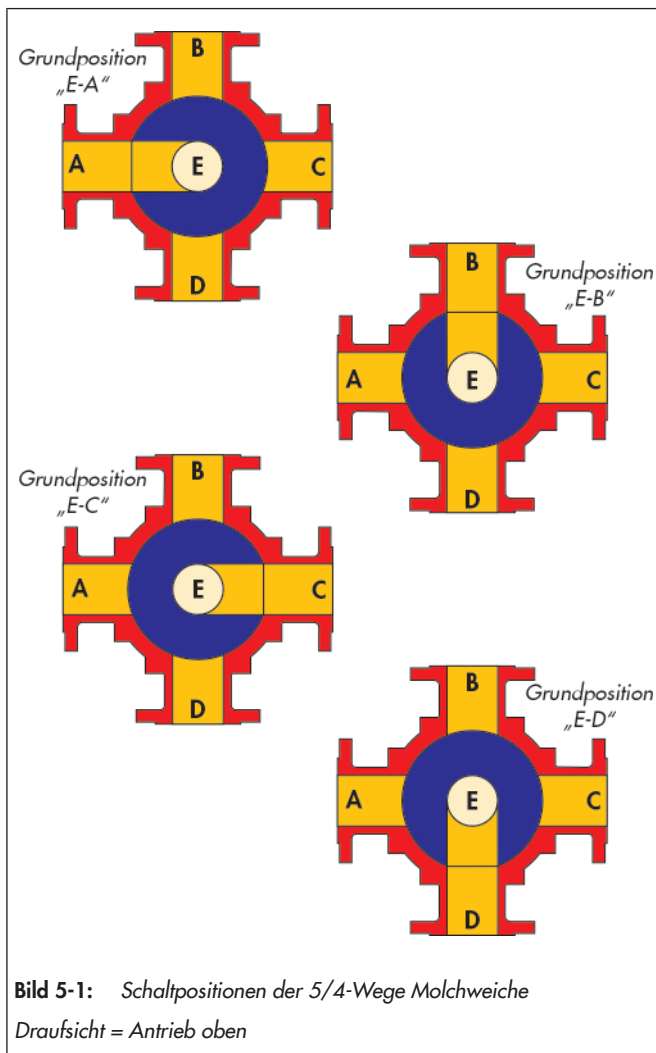 Grundposition
„E-A“
B
A
E
C
D
Grundposition
„E-B“
B
A
E
C
D
Grundposition
„E-C“
B
A
E
C
D
Grundposition
„E-D“
B
A
E
C
D
Bild 5-1: Schaltpositionen der 5/4-Wege Molchweiche
Draufsicht = Antrieb oben